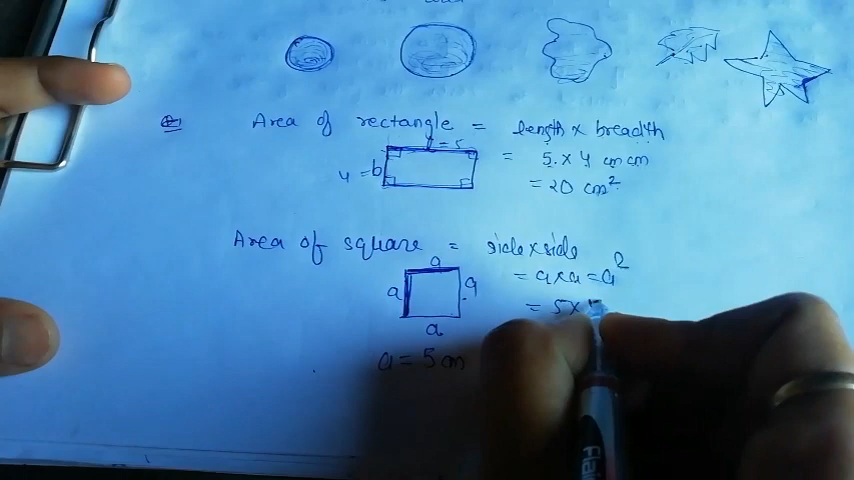 Area of rectangle = length x breadth
l = 5
4 = b
= 5 x 4 cm cm
= 20 cm²
Area of square = side x side
a
a
a
a
= a x a = a²
= 5 x
a = 5 cm
Flai